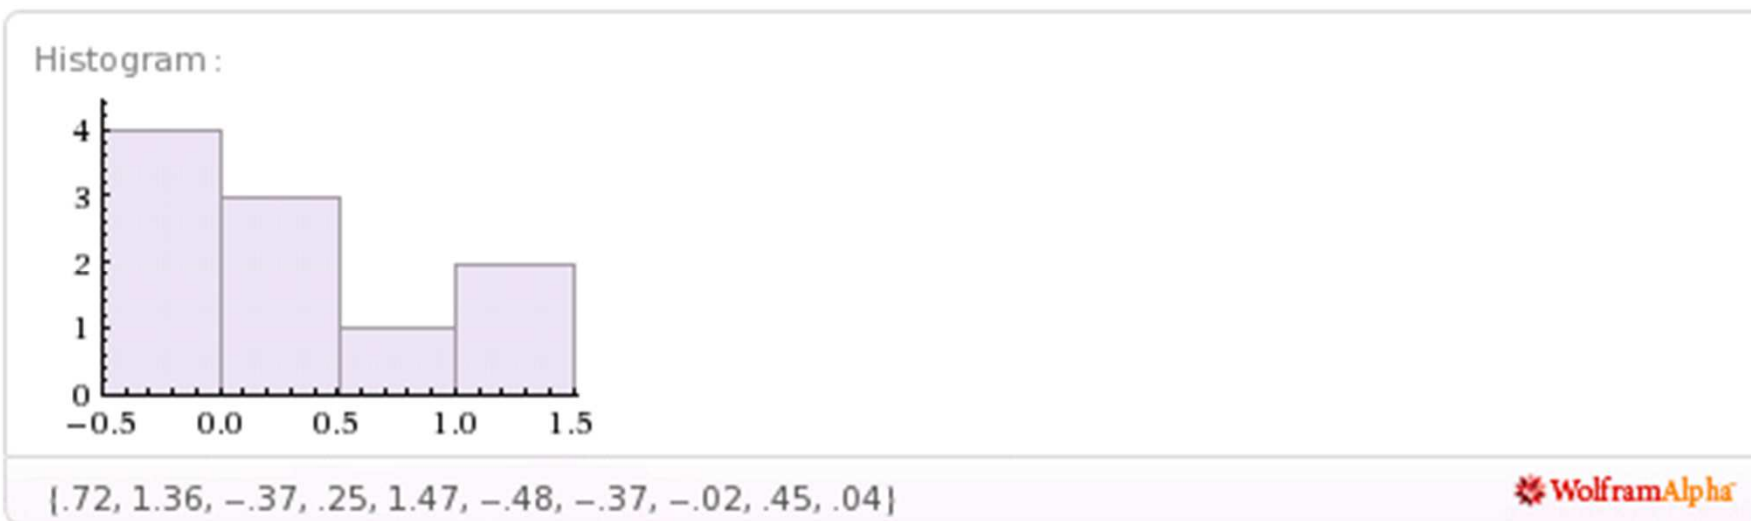 Histogram :
4
3
2
1
0
−0.5 0.0 0.5 1.0 1.5
{.72, 1.36, −.37, .25, 1.47, −.48, −.37, −.02, .45, .04}
WolframAlpha